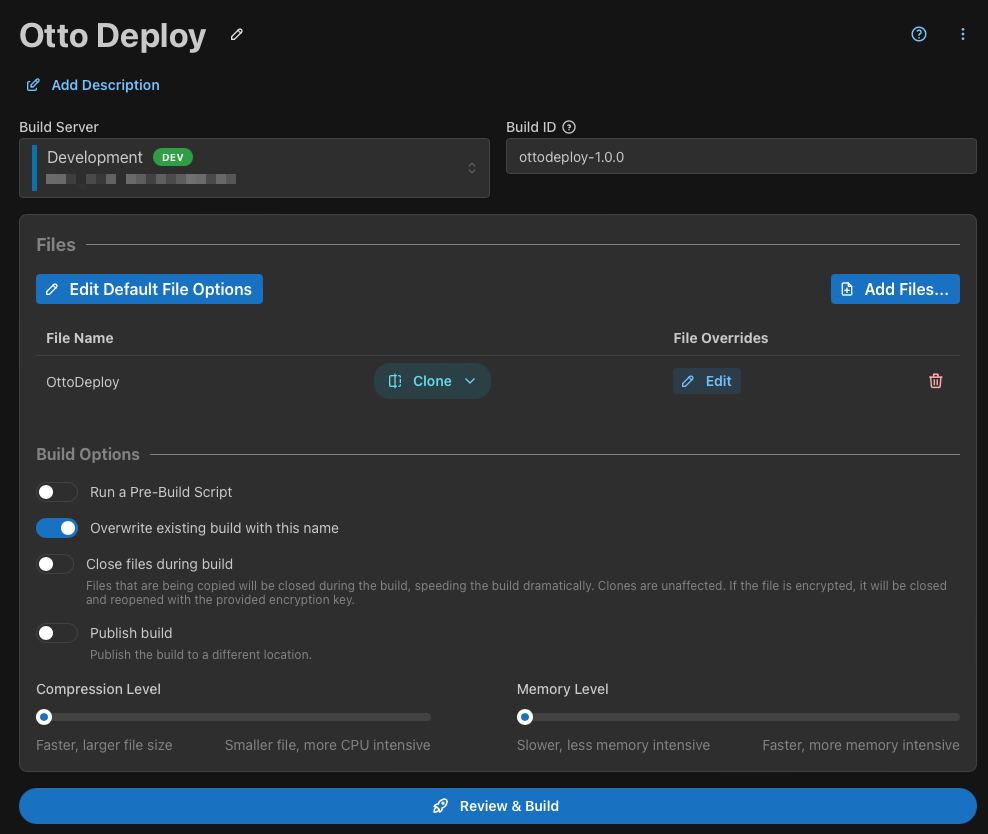 Otto Deploy
Add Description
Build Server
Build ID
Development DEV
ottodeploy-1.0.0
Files
Edit Default File Options
Add Files...
File Name
File Overrides
OttoDeploy
Clone
Edit
Build Options
Run a Pre-Build Script
Overwrite existing build with this name
Close files during build
Files that are being copied will be closed during the build, speeding the build dramatically. Clones are unaffected. If the file is encrypted, it will be closed
and reopened with the provided encryption key.
Publish build
Publish the build to a different location.
Compression Level
Memory Level
Faster, larger file size
Smaller file, more CPU intensive
Slower, less memory intensive
Faster, more memory intensive
Review & Build